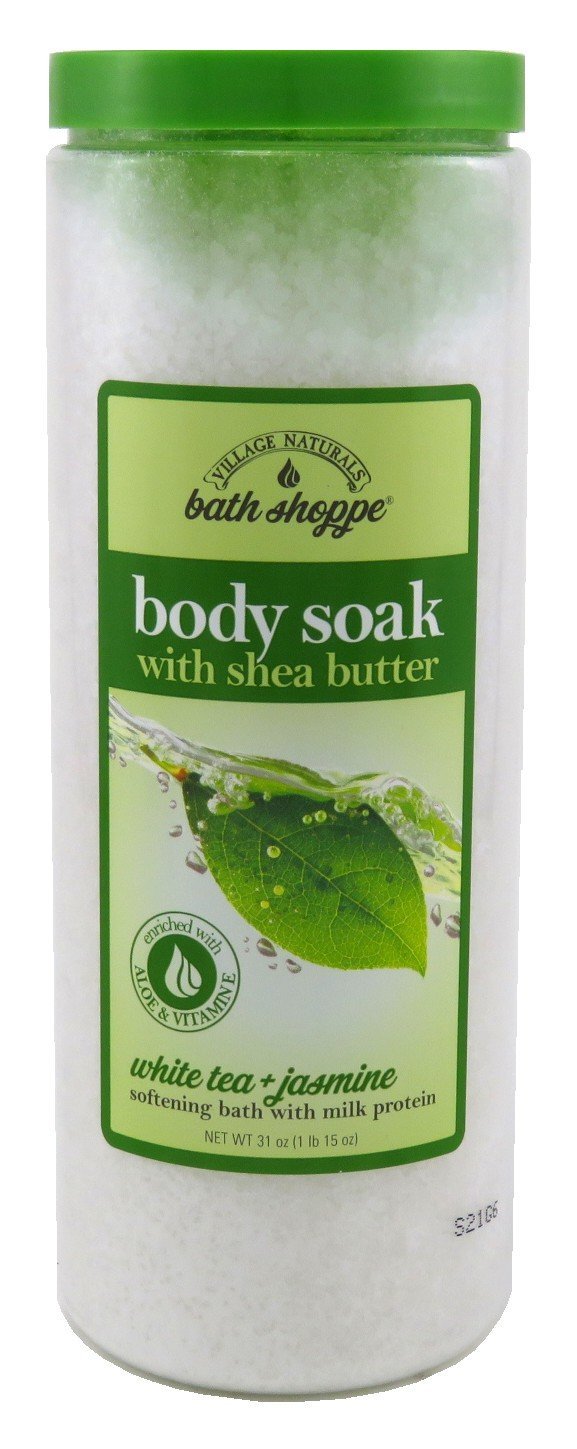 VILLAGE NATURALS
bath shoppe®
body soak
with shea butter
enriched with
ALOE & VITAMIN E
white tea + jasmine
softening bath with milk protein
NET WT 31 oz (1 lb 15 oz)